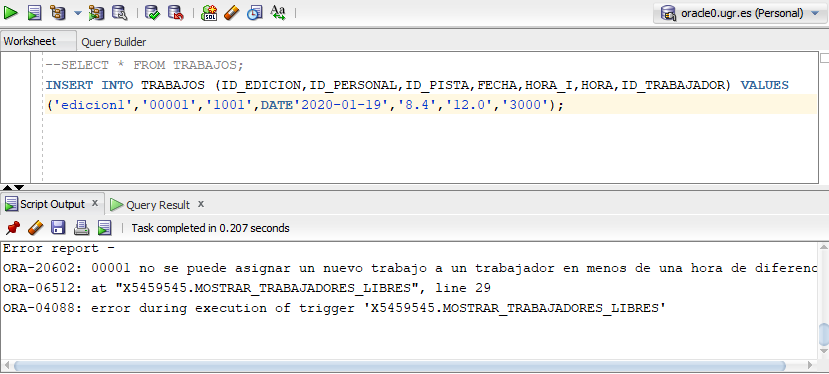 oracle0.ugr.es (Personal)
Worksheet Query Builder
--SELECT * FROM TRABAJOS;
INSERT INTO TRABAJOS (ID_EDICION,ID_PERSONAL,ID_PISTA,FECHA,HORA_I,HORA,ID_TRABAJADOR) VALUES
('edicion1','00001','1001',DATE'2020-01-19','8.4','12.0','3000');
Script Output x Query Result x
Task completed in 0.207 seconds
Error report -
ORA-20602: 00001 no se puede asignar un nuevo trabajo a un trabajador en menos de una hora de diferenc
ORA-06512: at "X5459545.MOSTRAR_TRABAJADORES_LIBRES", line 29
ORA-04088: error during execution of trigger 'X5459545.MOSTRAR_TRABAJADORES_LIBRES'